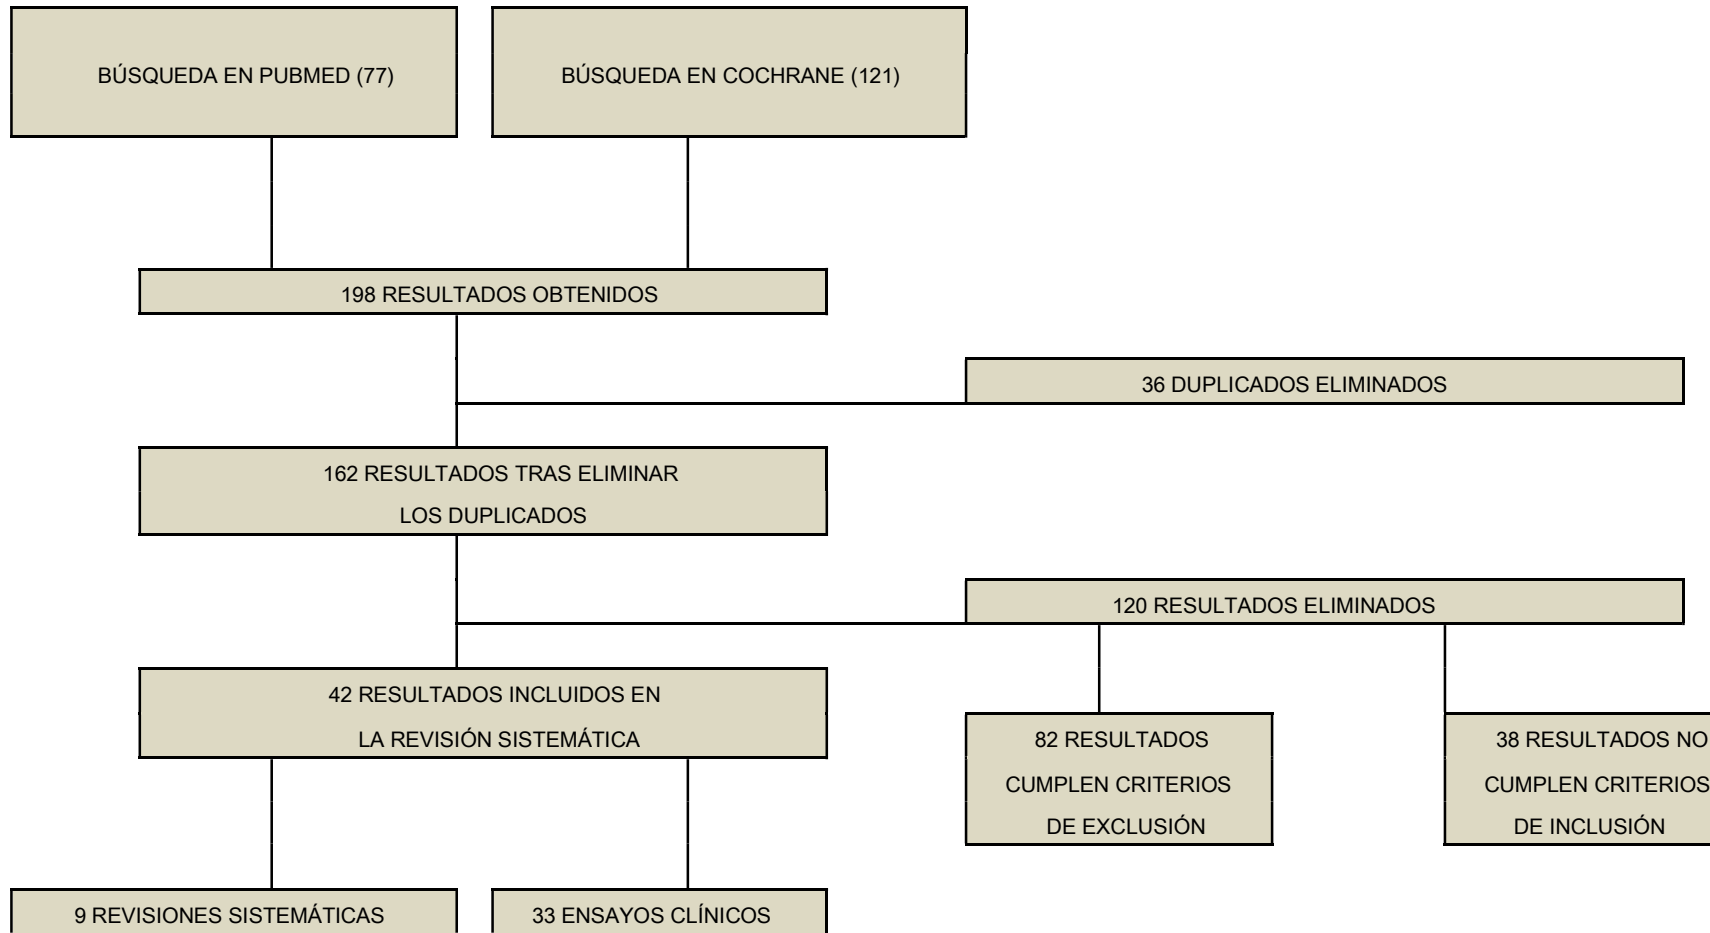 BÚSQUEDA EN PUBMED (77)
BÚSQUEDA EN COCHRANE (121)
198 RESULTADOS OBTENIDOS
36 DUPLICADOS ELIMINADOS
162 RESULTADOS TRAS ELIMINAR
LOS DUPLICADOS
120 RESULTADOS ELIMINADOS
42 RESULTADOS INCLUIDOS EN
LA REVISIÓN SISTEMÁTICA
82 RESULTADOS
CUMPLEN CRITERIOS
DE EXCLUSIÓN
38 RESULTADOS NO
CUMPLEN CRITERIOS
DE INCLUSIÓN
9 REVISIONES SISTEMÁTICAS
33 ENSAYOS CLÍNICOS